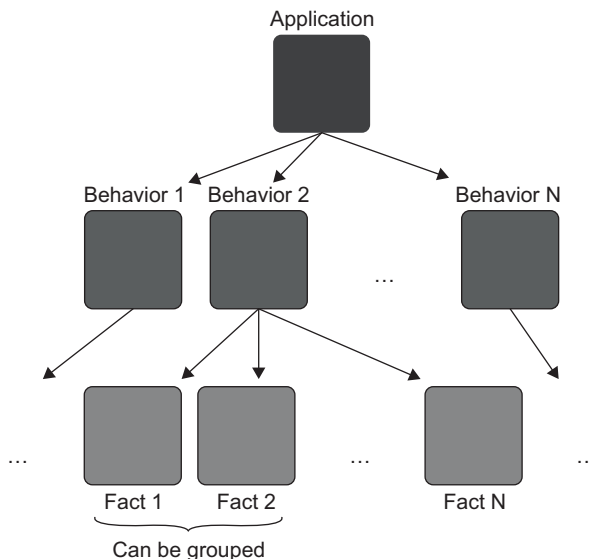 Application
Behavior 1 Behavior 2 Behavior N
...
... ... ..
Fact 1 Fact 2 Fact N
Can be grouped